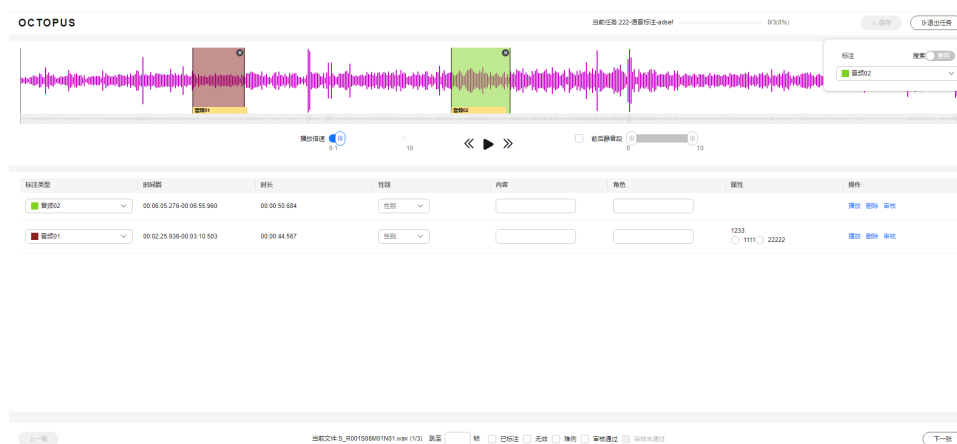 OCTOPUS
当前任务 222-语音标注-adsef 0/3(0%) 保存 退出任务
标注 搜索 禁用
音频02
音频01 音频02
播放倍速 0.1 10 前后静音段 0 10
标注类型 时间戳 时长 性别 内容 角色 属性 操作
音频02 00:06:05.276-00:06:55.960 00:00:50.684 性别 播放 删除 审核
音频01 00:02:25.936-00:03:10.503 00:00:44.567 性别 1233: 1111 22222 播放 删除 审核
上一张 当前文件:S_R001S08M01N01.wav (1/3) 跳至 帧 已标注 无效 难例 审核通过 审核未通过 下一张